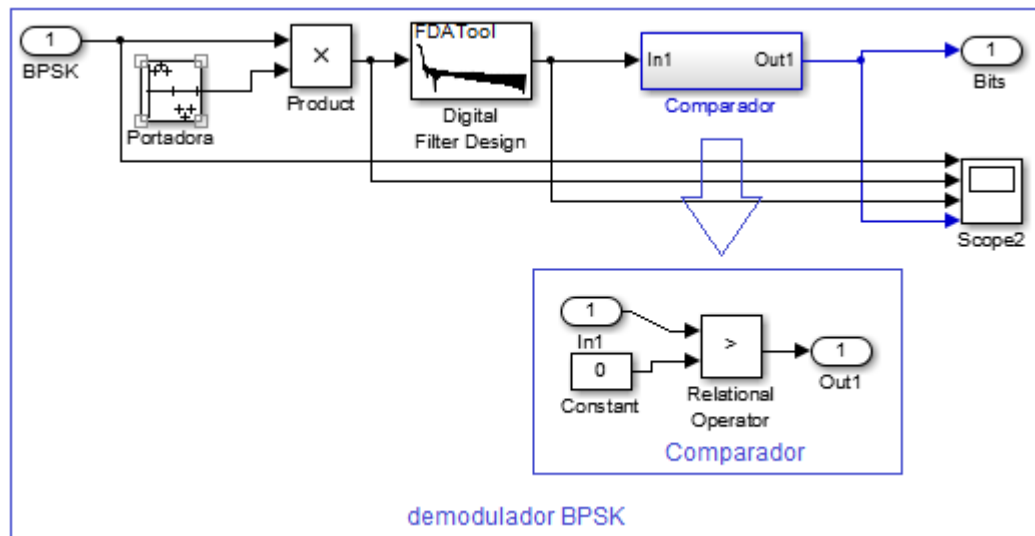 1
BPSK
Portadora
×
Product
FDATool
Digital
Filter Design
In1 Out1
Comparador
1
Bits
Scope2
1
In1
0
Constant
>
Relational
Operator
1
Out1
Comparador
demodulador BPSK